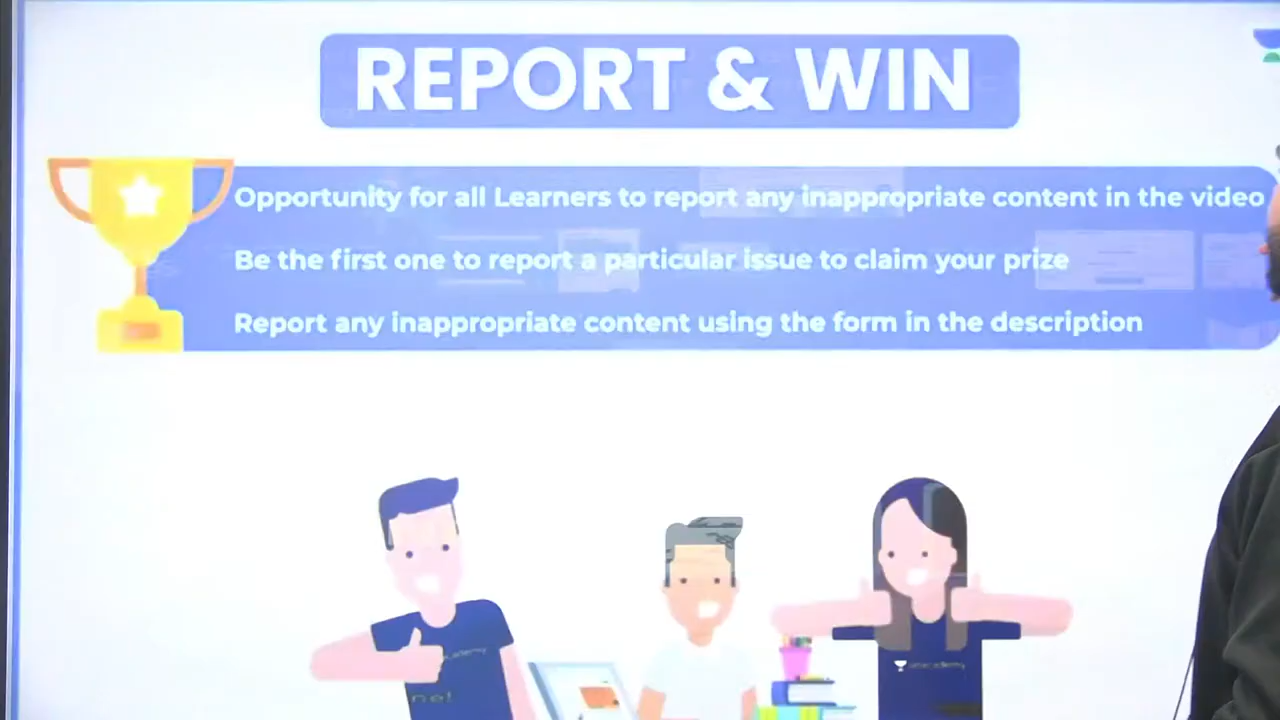 REPORT & WIN
Opportunity for all Learners to report any inappropriate content in the video
Be the first one to report a particular issue to claim your prize
Report any inappropriate content using the form in the description